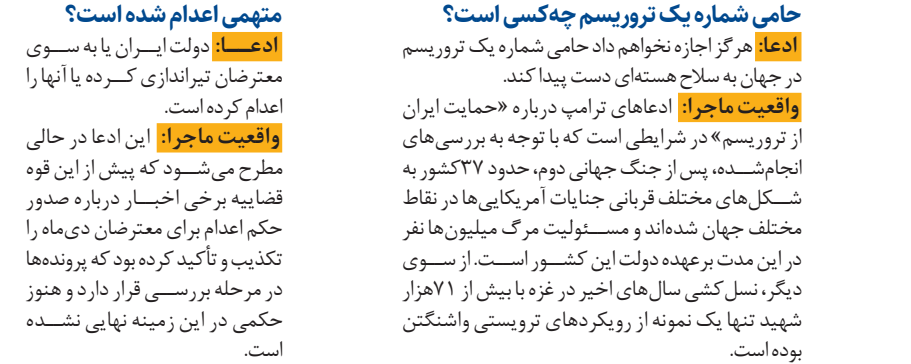 حامی شماره یک تروریسم چه‌کسی است؟
ادعا: هرگز اجازه نخواهم داد حامی شماره یک تروریسم
در جهان به سلاح هسته‌ای دست پیدا کند.
واقعیت ماجرا: ادعاهای ترامپ درباره «حمایت ایران
از تروریسم» در شرایطی است که با توجه به بررسی‌های
انجام‌شده، پس از جنگ جهانی دوم، حدود ۳۷کشور به
شکل‌های مختلف قربانی جنایات آمریکایی‌ها در نقاط
مختلف جهان شده‌اند و مسئولیت مرگ میلیون‌ها نفر
در این مدت بر عهده دولت این کشور است. از سوی
دیگر، نسل‌کشی سال‌های اخیر در غزه با بیش از ۷۱هزار
شهید تنها یک نمونه از رویکردهای ترویستی واشنگتن
بوده است.
متهمی اعدام شده است؟
ادعا: دولت ایران یا به سوی
معترضان تیراندازی کرده یا آنها را
اعدام کرده است.
واقعیت ماجرا: این ادعا در حالی
مطرح می‌شود که پیش از این قوه
قضاییه برخی اخبار درباره صدور
حکم اعدام برای معترضان دی‌ماه را
تکذیب و تأکید کرده بود که پرونده‌ها
در مرحله بررسی قرار دارد و هنوز
حکمی در این زمینه نهایی نشده
است.